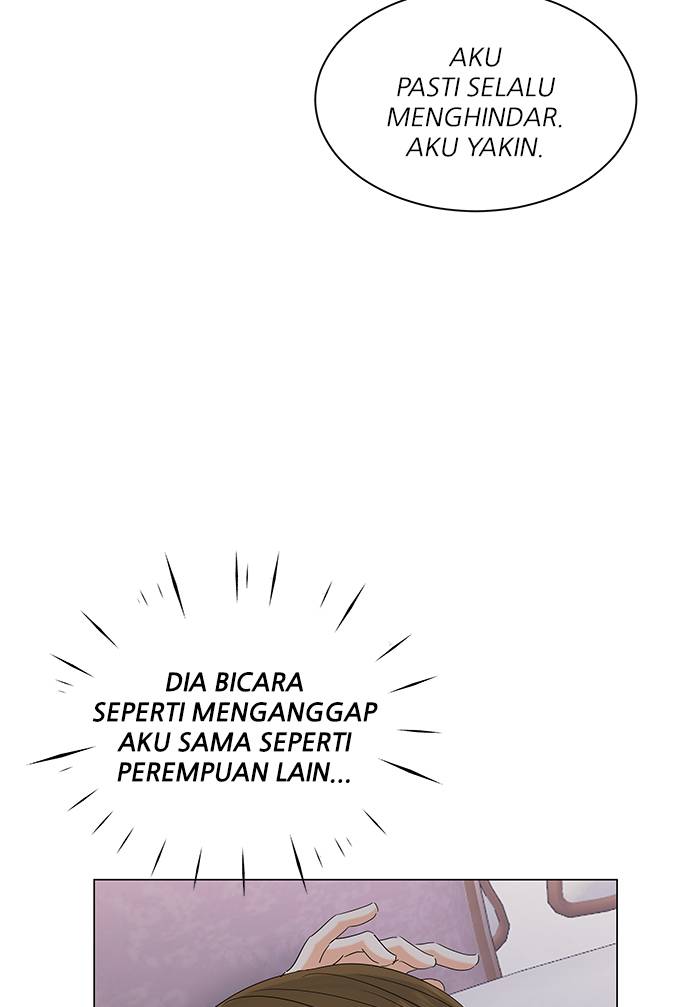 AKU
PASTI SELALU
MENGHINDAR.
AKU YAKIN.
DIA BICARA
SEPERTI MENGANGGAP
AKU SAMA SEPERTI
PEREMPUAN LAIN...